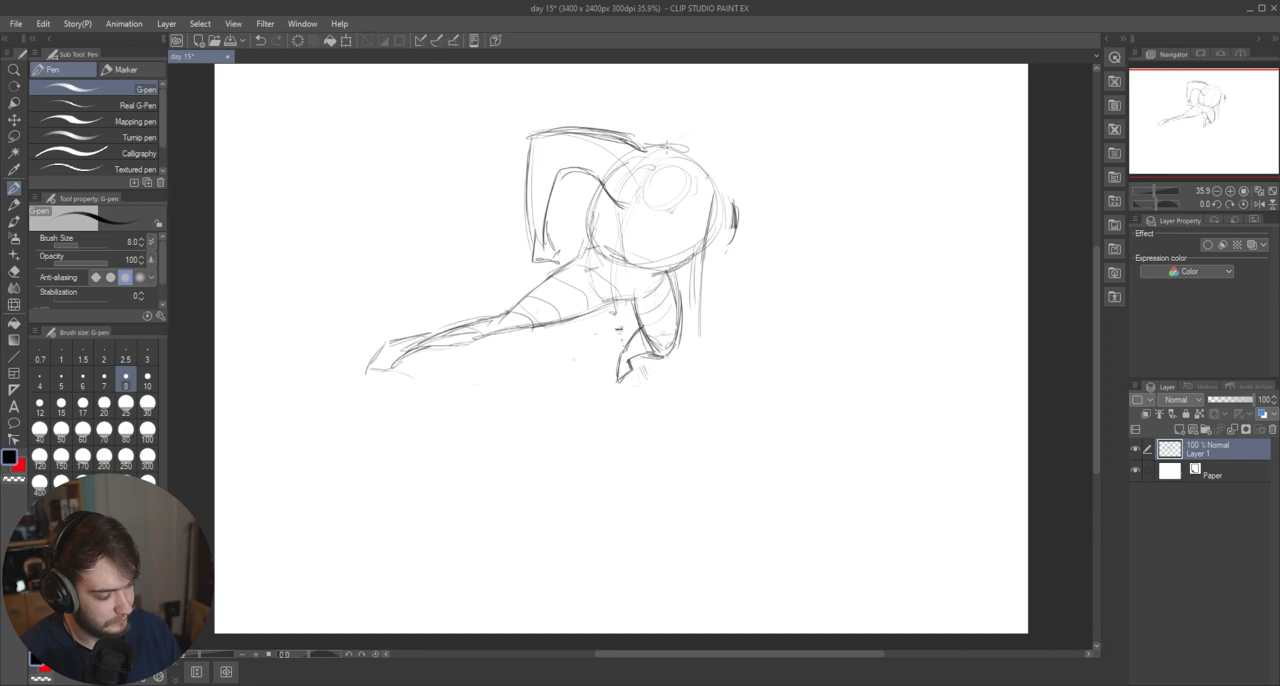 day 15* (3400 x 2400px 300dpi 35.9%) - CLIP STUDIO PAINT EX
File Edit Story(P) Animation Layer Select View Filter Window Help
Sub Tool: Pen
day 15*
Navigator
Pen Marker
G-pen
Real G-Pen
Mapping pen
Turnip pen
Calligraphy
Textured pen
35.9
0.0
Tool property: G-pen
G-pen
Layer Property
Effect
Brush Size 8.0
Opacity 100
Expression color
Color
Anti-aliasing
Stabilization 0
Brush size: G-pen
0.7 1 1.5 2 2.5 3
4 5 6 7 8 10
12 15 17 20 25 30
40 50 60 70 80 100
120 150 170 200 250 300
400
Layer
Normal 100
100 % Normal
Layer 1
Paper